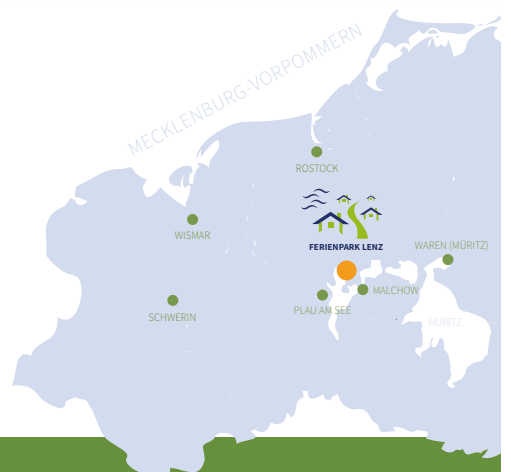 MECKLENBURG-VORPOMMERN
ROSTOCK
WISMAR
FERIENPARK LENZ
WAREN (MÜRITZ)
MALCHOW
PLAU AM SEE
SCHWERIN
MÜRITZ